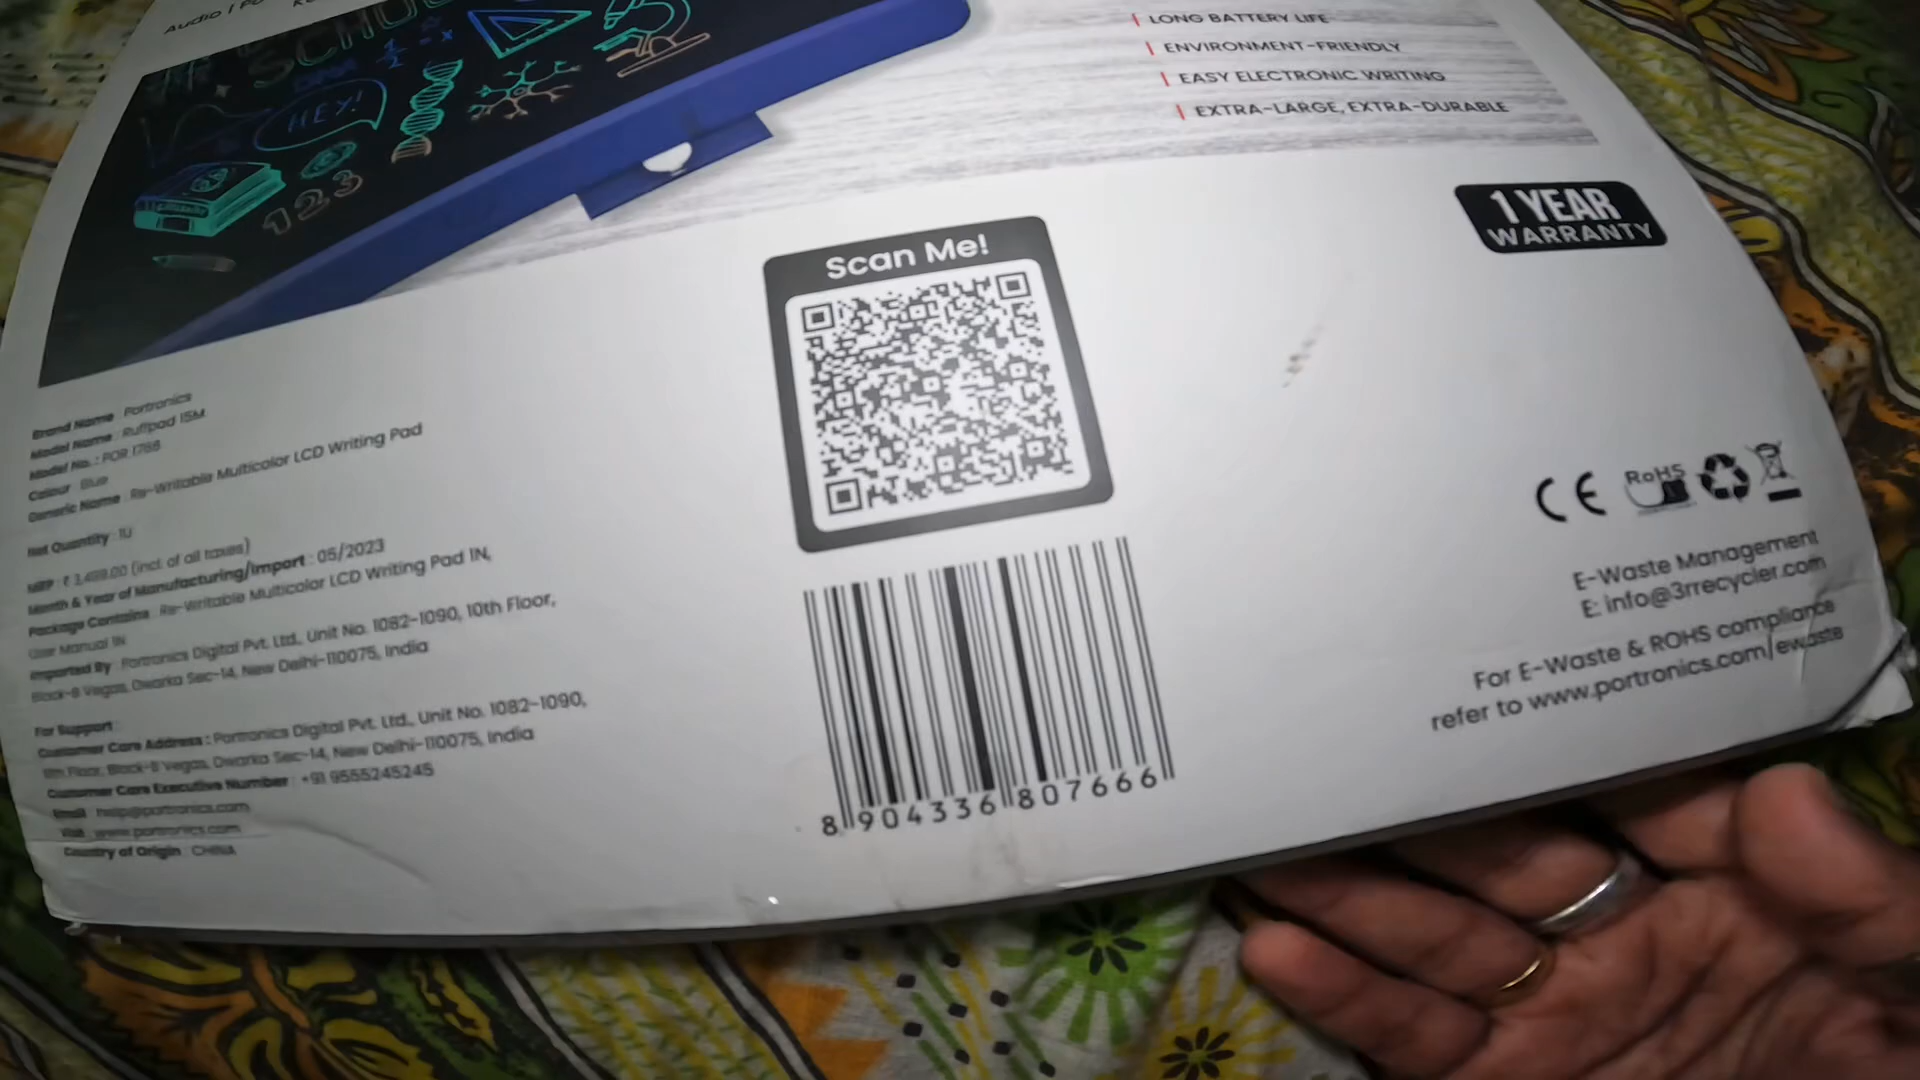 Audio |
SCHOOL
HEY!
123
LONG BATTERY LIFE
ENVIRONMENT-FRIENDLY
EASY ELECTRONIC WRITING
EXTRA-LARGE, EXTRA-DURABLE
1 YEAR
WARRANTY
Scan Me!
Brand Name : Portronics
Model Name : Ruffpad 15M
Model No. : POR 1766
Colour : Blue
Generic Name : Re-Writable Multicolor LCD Writing Pad
Net Quantity : 1U
MRP : ₹ 3,499.00 (incl. of all taxes)
Month & Year of Manufacturing/Import : 05/2023
Package Contains : Re-Writable Multicolor LCD Writing Pad 1N,
User Manual 1N
Imported By : Portronics Digital Pvt. Ltd., Unit No. 1082-1090, 10th Floor,
Block-B Vegas, Dwarka Sec-14, New Delhi-110075, India
For Support :
Customer Care Address : Portronics Digital Pvt. Ltd., Unit No. 1082-1090,
Floor, Block-B Vegas, Dwarka Sec-14, New Delhi-110075, India
Customer Care Executive Number : +91 9555245245
Email : help@portronics.com
Visit : www.portronics.com
Country of Origin : CHINA
8 904336 807666
CE
RoHS
E-Waste Management
E: info@3rrecycler.com
For E-Waste & ROHS compliance
refer to www.portronics.com/ewaste